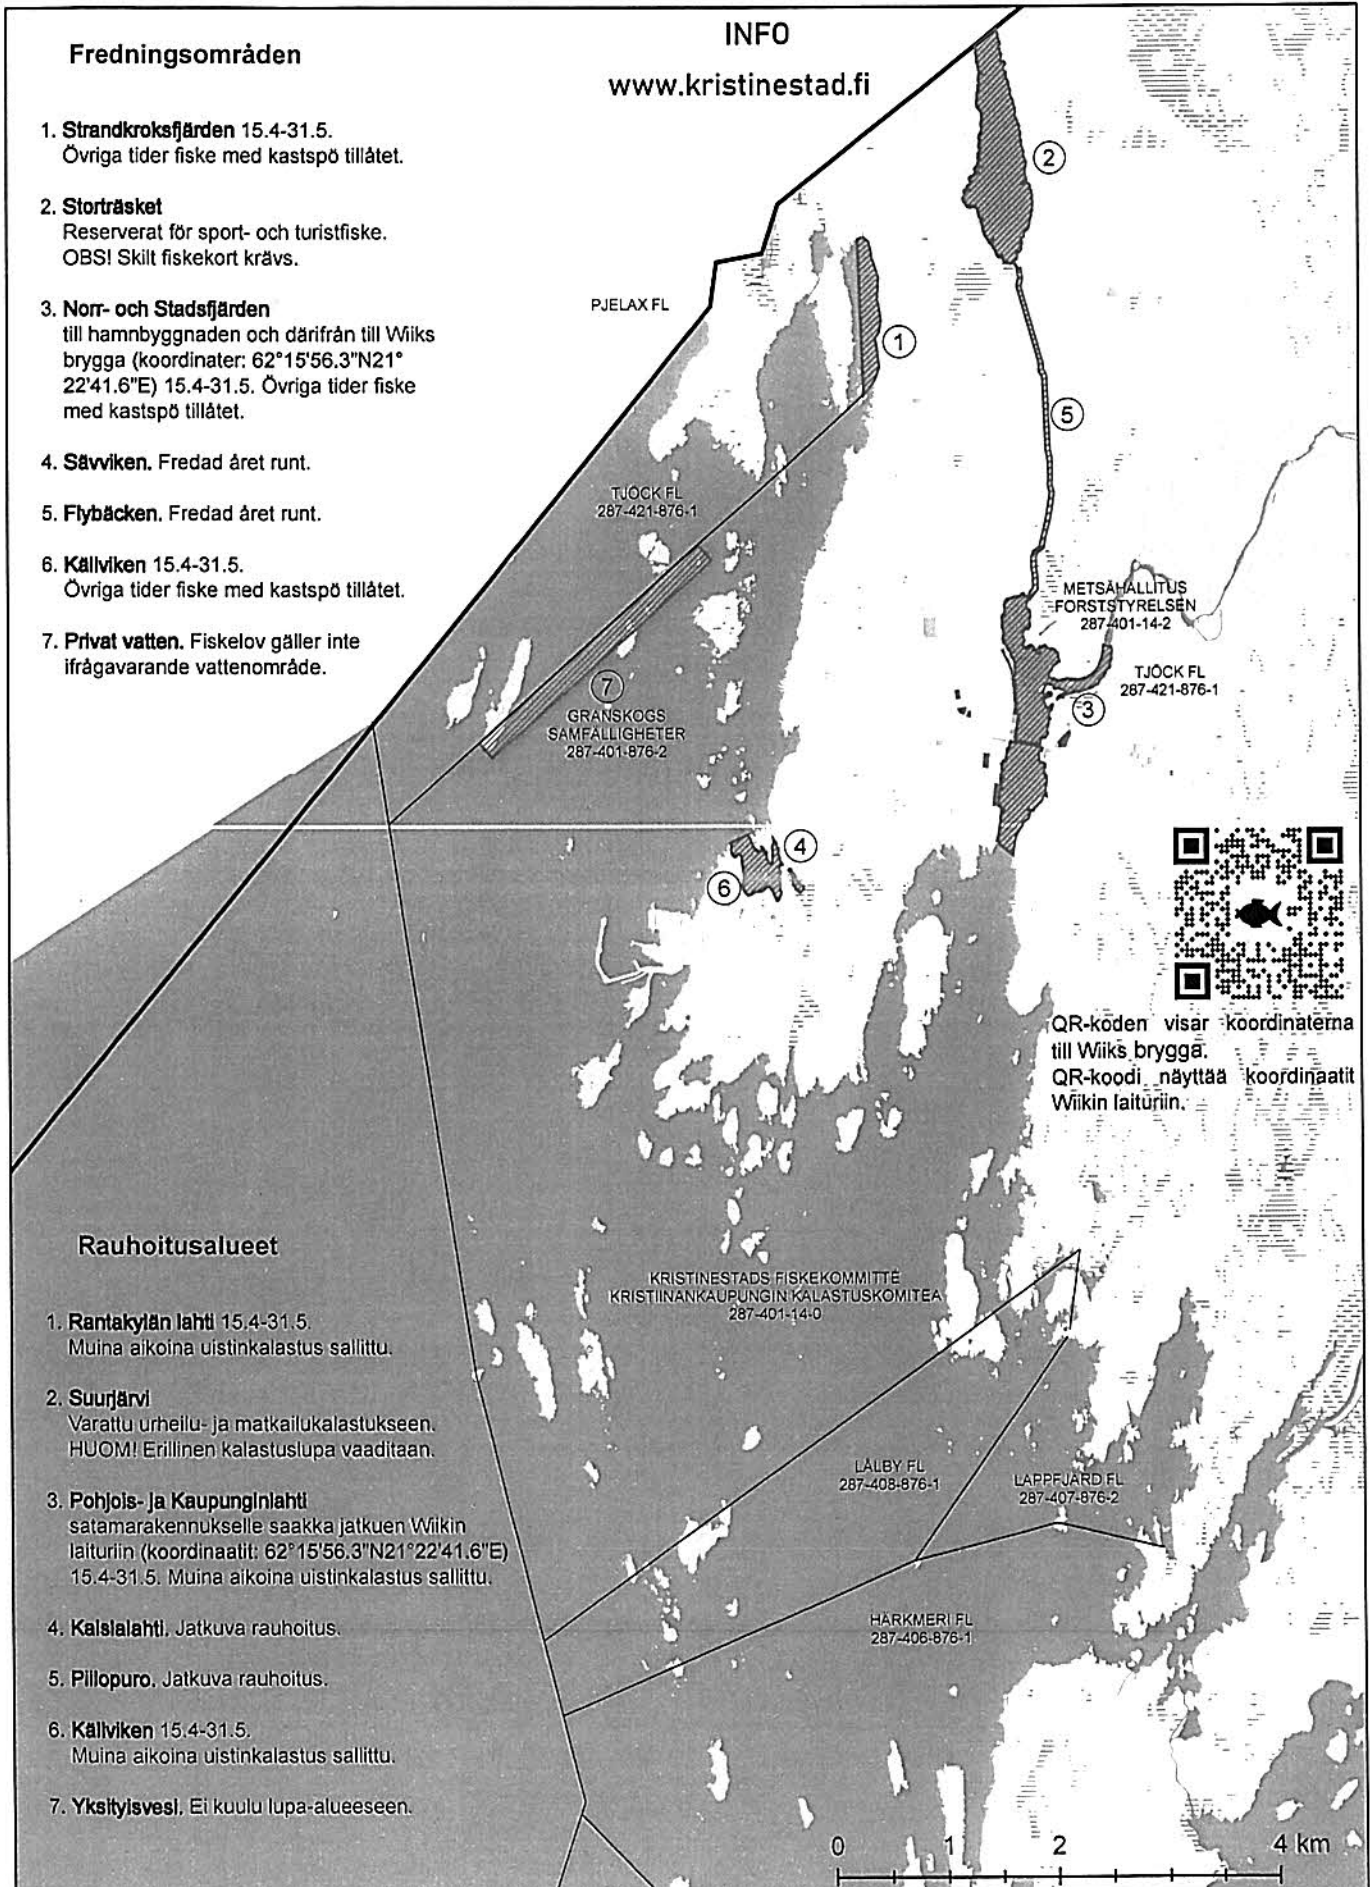 INFO
www.kristinestad.fi
Fredningsområden
1. Strandkroksfjärden 15.4-31.5.
Övriga tider fiske med kastspö tillåtet.
2. Storträsket
Reserverat för sport- och turistfiske.
OBS! Skilt fiskekort krävs.
3. Norr- och Stadsfjärden
till hamnbyggnaden och därifrån till Wiiks
brygga (koordinater: 62°15'56.3"N21°
22'41.6"E) 15.4-31.5. Övriga tider fiske
med kastspö tillåtet.
4. Sävviken. Fredad året runt.
5. Flybäcken. Fredad året runt.
6. Källviken 15.4-31.5.
Övriga tider fiske med kastspö tillåtet.
7. Privat vatten. Fiskelov gäller inte
ifrågavarande vattenområde.
2
PJELAX FL
1
5
TJÖCK FL
287-421-876-1
METSÄHALLITUS
FORSTSTYRELSEN
287-401-14-2
TJÖCK FL
287-421-876-1
7
3
GRANSKOGS
SAMFÄLLIGHETER
287-401-876-2
4
6
QR-koden visar koordinaterna
till Wiiks brygga.
QR-koodi näyttää koordinaatit
Wiikin laituriin.
KRISTINESTADS FISKEKOMMITTÉ
KRISTIINANKAUPUNGIN KALASTUSKOMITEA
287-401-14-0
LÅLBY FL
287-408-876-1
LAPPFJÄRD FL
287-407-876-2
HÄRKMERI FL
287-406-876-1
Rauhoitusalueet
1. Rantakylän lahti 15.4-31.5.
Muina aikoina uistinkalastus sallittu.
2. Suurjärvi
Varattu urheilu- ja matkailukalastukseen.
HUOM! Erillinen kalastuslupa vaaditaan.
3. Pohjois- ja Kaupunginlahti
satamarakennukselle saakka jatkuen Wiikin
laituriin (koordinaatit: 62°15'56.3"N21°22'41.6"E)
15.4-31.5. Muina aikoina uistinkalastus sallittu.
4. Kaislalahti. Jatkuva rauhoitus.
5. Pillopuro. Jatkuva rauhoitus.
6. Källviken 15.4-31.5.
Muina aikoina uistinkalastus sallittu.
7. Yksityisvesi. Ei kuulu lupa-alueeseen.
0 1 2 4 km